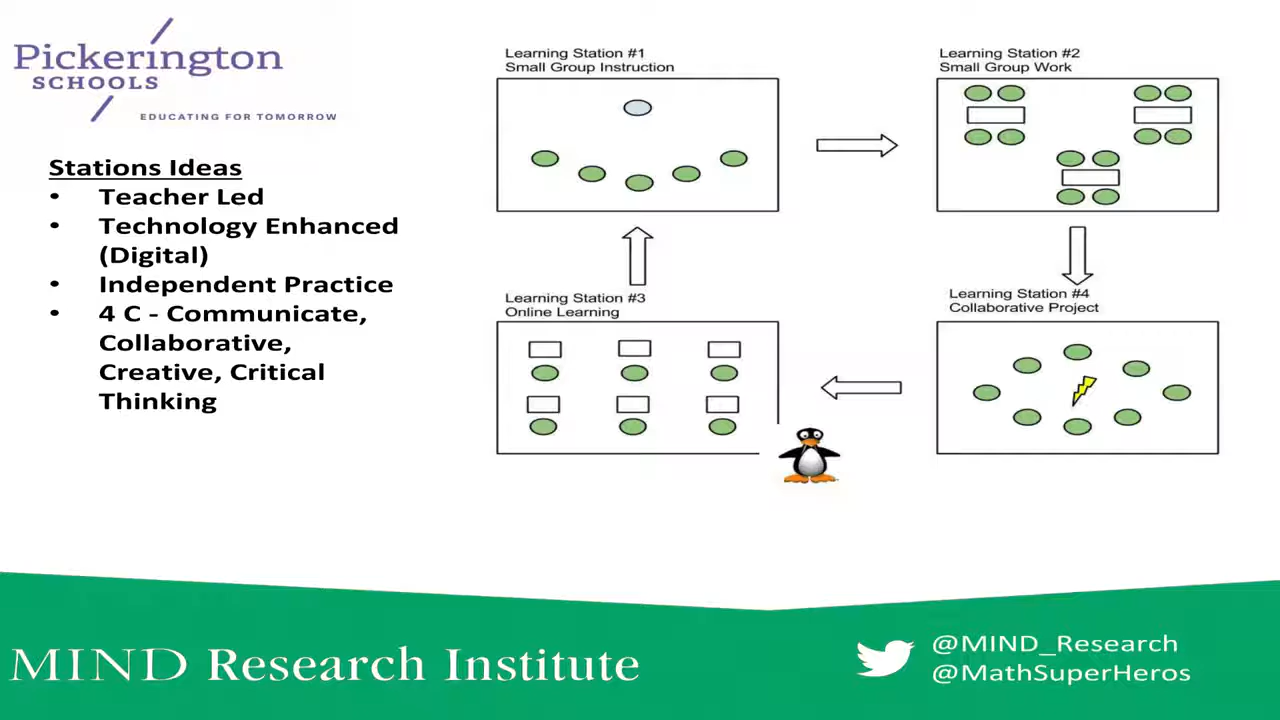 Pickerington
SCHOOLS
EDUCATING FOR TOMORROW
Stations Ideas
• Teacher Led
• Technology Enhanced
(Digital)
• Independent Practice
• 4 C - Communicate,
Collaborative,
Creative, Critical
Thinking
Learning Station #1
Small Group Instruction
Learning Station #2
Small Group Work
Learning Station #3
Online Learning
Learning Station #4
Collaborative Project
MIND Research Institute
@MIND_Research
@MathSuperHeros